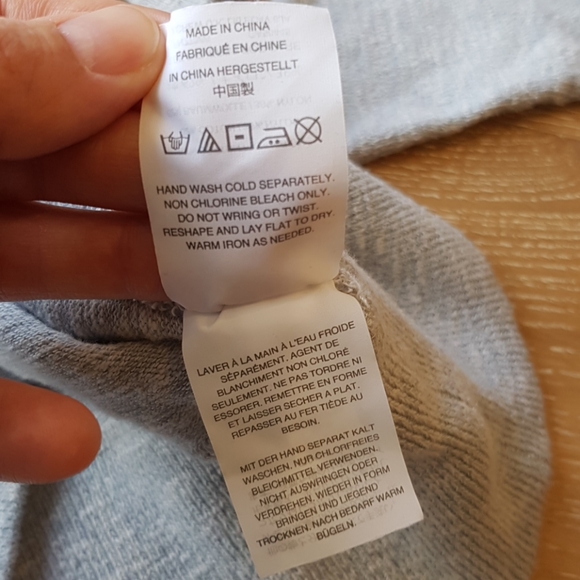 MADE IN CHINA
FABRIQUÉ EN CHINE
IN CHINA HERGESTELLT
中国製
HAND WASH COLD SEPARATELY.
NON CHLORINE BLEACH ONLY.
DO NOT WRING OR TWIST.
RESHAPE AND LAY FLAT TO DRY.
WARM IRON AS NEEDED.
LAVER À LA MAIN À L'EAU FROIDE
SÉPARÉMENT. AGENT DE
BLANCHIMENT NON CHLORÉ
SEULEMENT. NE PAS TORDRE NI
ESSORER. REMETTRE EN FORME
ET LAISSER SECHER A PLAT.
REPASSER AU FER TIÈDE AU
BESOIN.
MIT DER HAND SEPARAT KALT
WASCHEN. NUR CHLORFREIES
BLEICHMITTELVERWENDEN.
NICHT AUSWRINGEN ODER
VERDREHEN. WIEDER IN FORM
BRINGEN UND LIEGEND
TROCKNEN. NACH BEDARF WARM
BÜGELN.